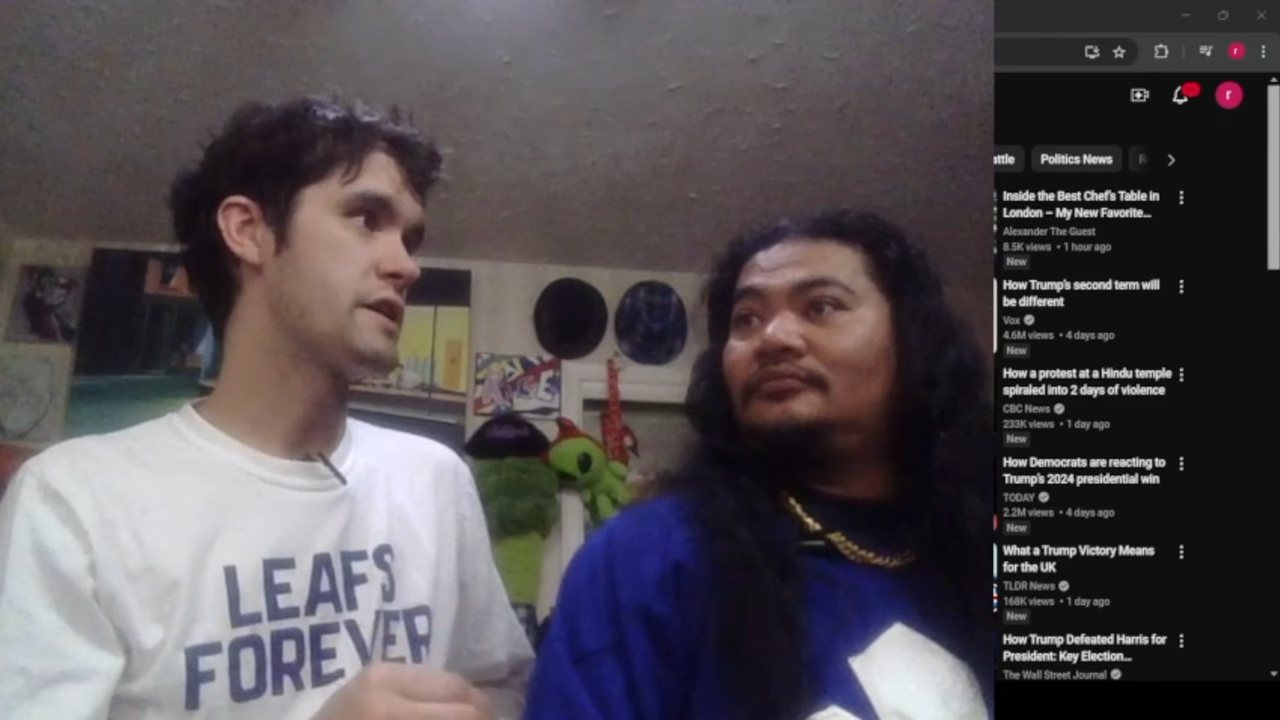 LEAFS
FOREVER
r
r
attle
Politics News
R
Inside the Best Chef's Table in
London – My New Favorite...
Alexander The Guest
8.5K views • 1 hour ago
New
How Trump's second term will
be different
Vox
4.6M views • 4 days ago
New
How a protest at a Hindu temple
spiraled into 2 days of violence
CBC News
233K views • 1 day ago
New
How Democrats are reacting to
Trump's 2024 presidential win
TODAY
2.2M views • 4 days ago
New
What a Trump Victory Means
for the UK
TLDR News
168K views • 1 day ago
New
How Trump Defeated Harris for
President: Key Election...
The Wall Street Journal